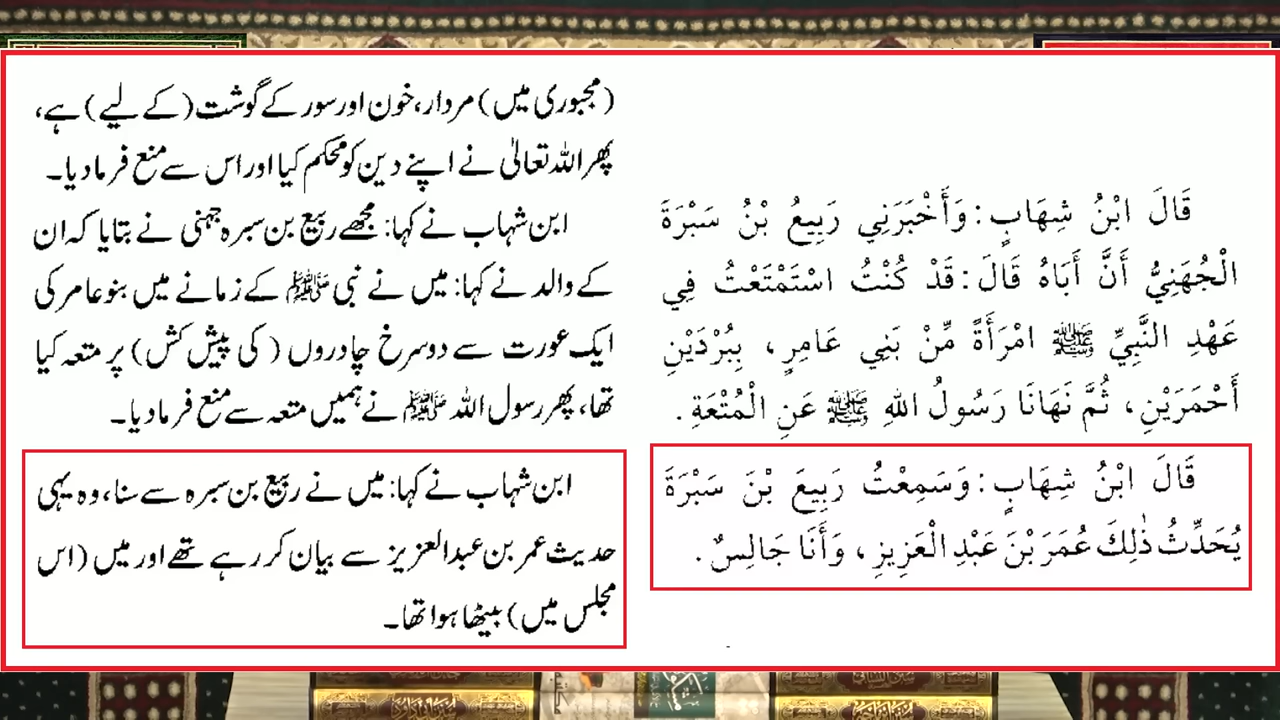 (مجبوری میں) مردار، خون اور سور کے گوشت (کے لیے) ہے،
پھر اللہ تعالیٰ نے اپنے دین کو محکم کیا اور اس سے منع فرما دیا۔
ابن شہاب نے کہا: مجھے ربیع بن سبرہ جہنی نے بتایا کہ ان
کے والد نے کہا: میں نے نبی ﷺ کے زمانے میں بنو عامر کی
ایک عورت سے دو سرخ چادروں (کی پیش کش) پر متعہ کیا
تھا، پھر رسول اللہ ﷺ نے ہمیں متعہ سے منع فرما دیا۔
ابن شہاب نے کہا: میں نے ربیع بن سبرہ سے سنا، وہ یہی
حدیث عمر بن عبدالعزیز سے بیان کر رہے تھے اور میں (اس
مجلس میں) بیٹھا ہوا تھا۔
قَالَ ابْنُ شِهَابٍ: وَأَخْبَرَنِي رَبِيعُ بْنُ سَبْرَةَ
الْجُهَنِيُّ أَنَّ أَبَاهُ قَالَ: قَدْ كُنْتُ اسْتَمْتَعْتُ فِي
عَهْدِ النَّبِيِّ ﷺ امْرَأَةً مِّنْ بَنِي عَامِرٍ، بِبُرْدَيْنِ
أَحْمَرَيْنِ، ثُمَّ نَهَانَا رَسُولُ اللهِ ﷺ عَنِ الْمُتْعَةِ.
قَالَ ابْنُ شِهَابٍ: وَسَمِعْتُ رَبِيعَ بْنَ سَبْرَةَ
يُحَدِّثُ ذٰلِكَ عُمَرَ بْنَ عَبْدِ الْعَزِيزِ، وَأَنَا جَالِسٌ.